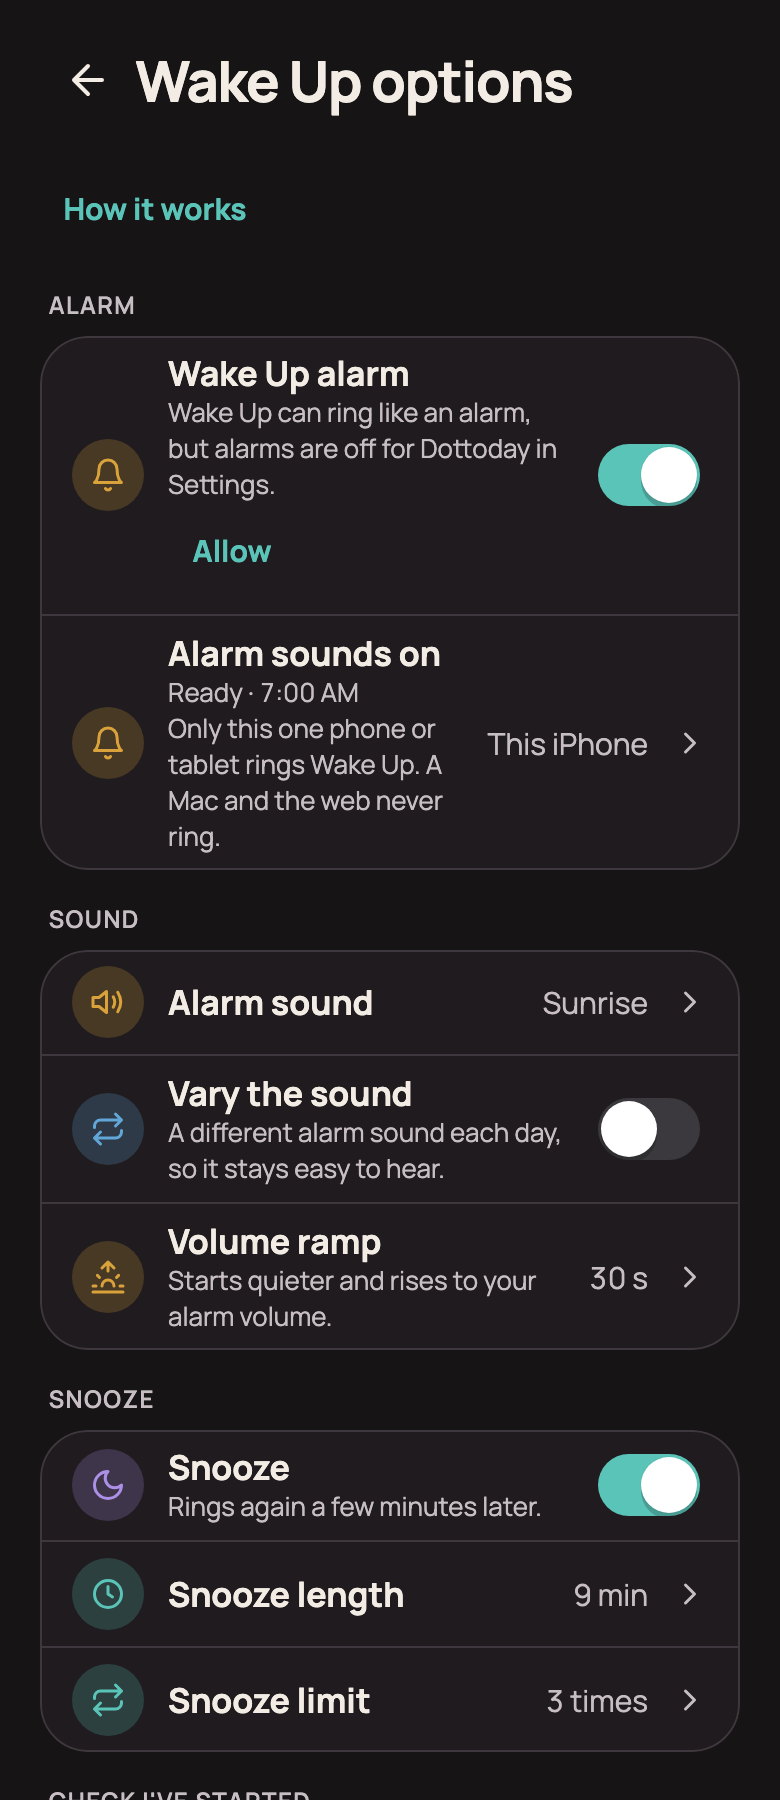 Wake Up options
How it works
ALARM
Wake Up alarm
Wake Up can ring like an alarm,
but alarms are off for Dottoday in
Settings.
Allow
Alarm sounds on
Ready · 7:00 AM
Only this one phone or
tablet rings Wake Up. A
Mac and the web never
ring.
This iPhone
SOUND
Alarm sound
Sunrise
Vary the sound
A different alarm sound each day,
so it stays easy to hear.
Volume ramp
Starts quieter and rises to your
alarm volume.
30 s
SNOOZE
Snooze
Rings again a few minutes later.
Snooze length
9 min
Snooze limit
3 times
CHECK I'VE STARTED